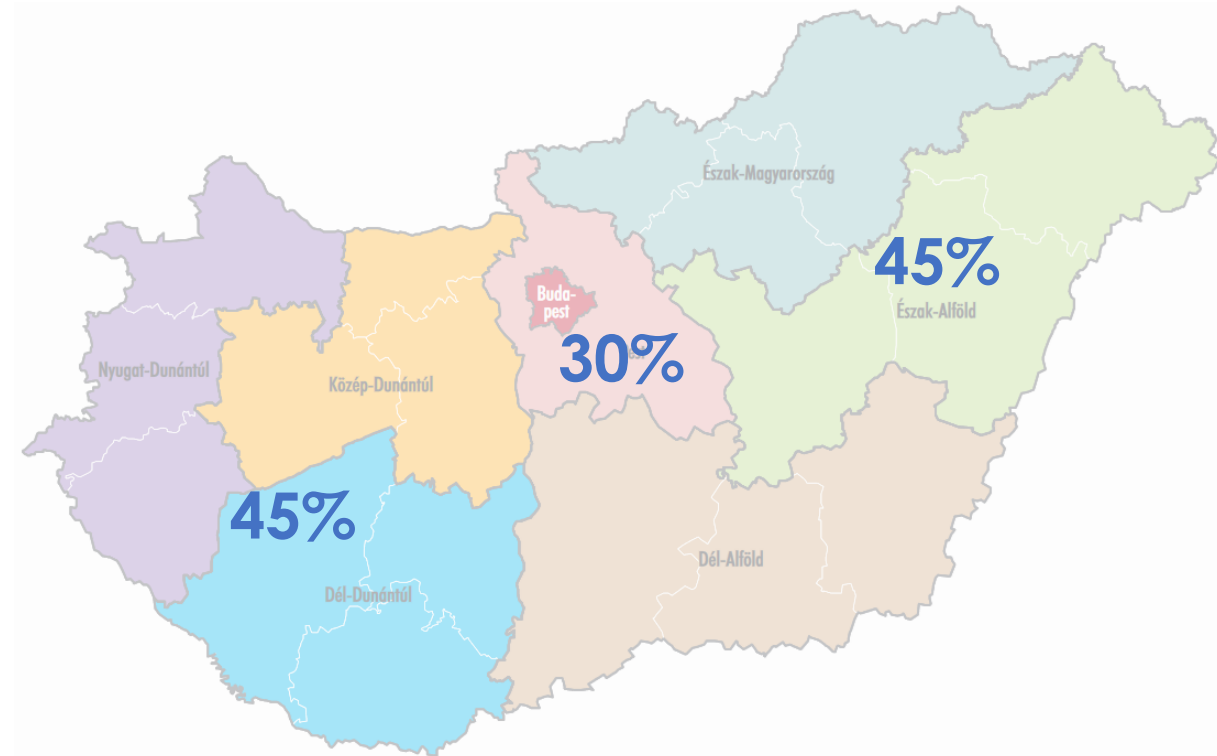 Észak-Magyarország
45%
Buda-
pest
Észak-Alföld
30%
Nyugat-Dunántúl
Közép-Dunántúl
45%
Dél-Alföld
Dél-Dunántúl